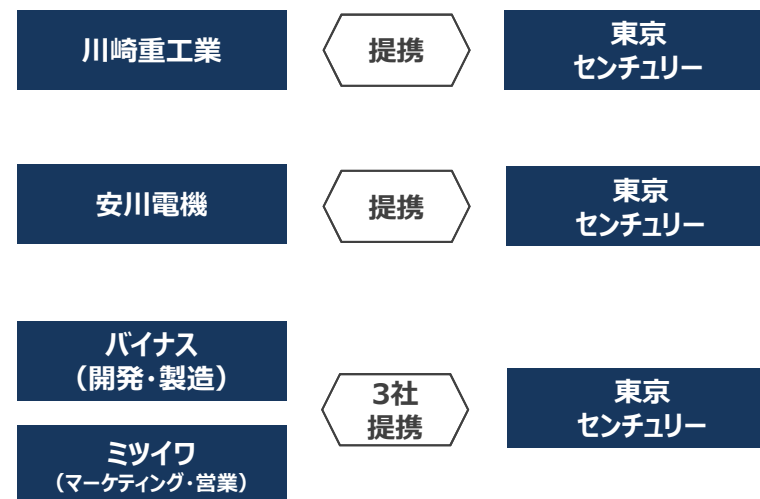 川崎重工業
提携
東京
センチュリー
安川電機
提携
東京
センチュリー
バイナス
（開発・製造）
ミツイワ
（マーケティング・営業）
3社
提携
東京
センチュリー